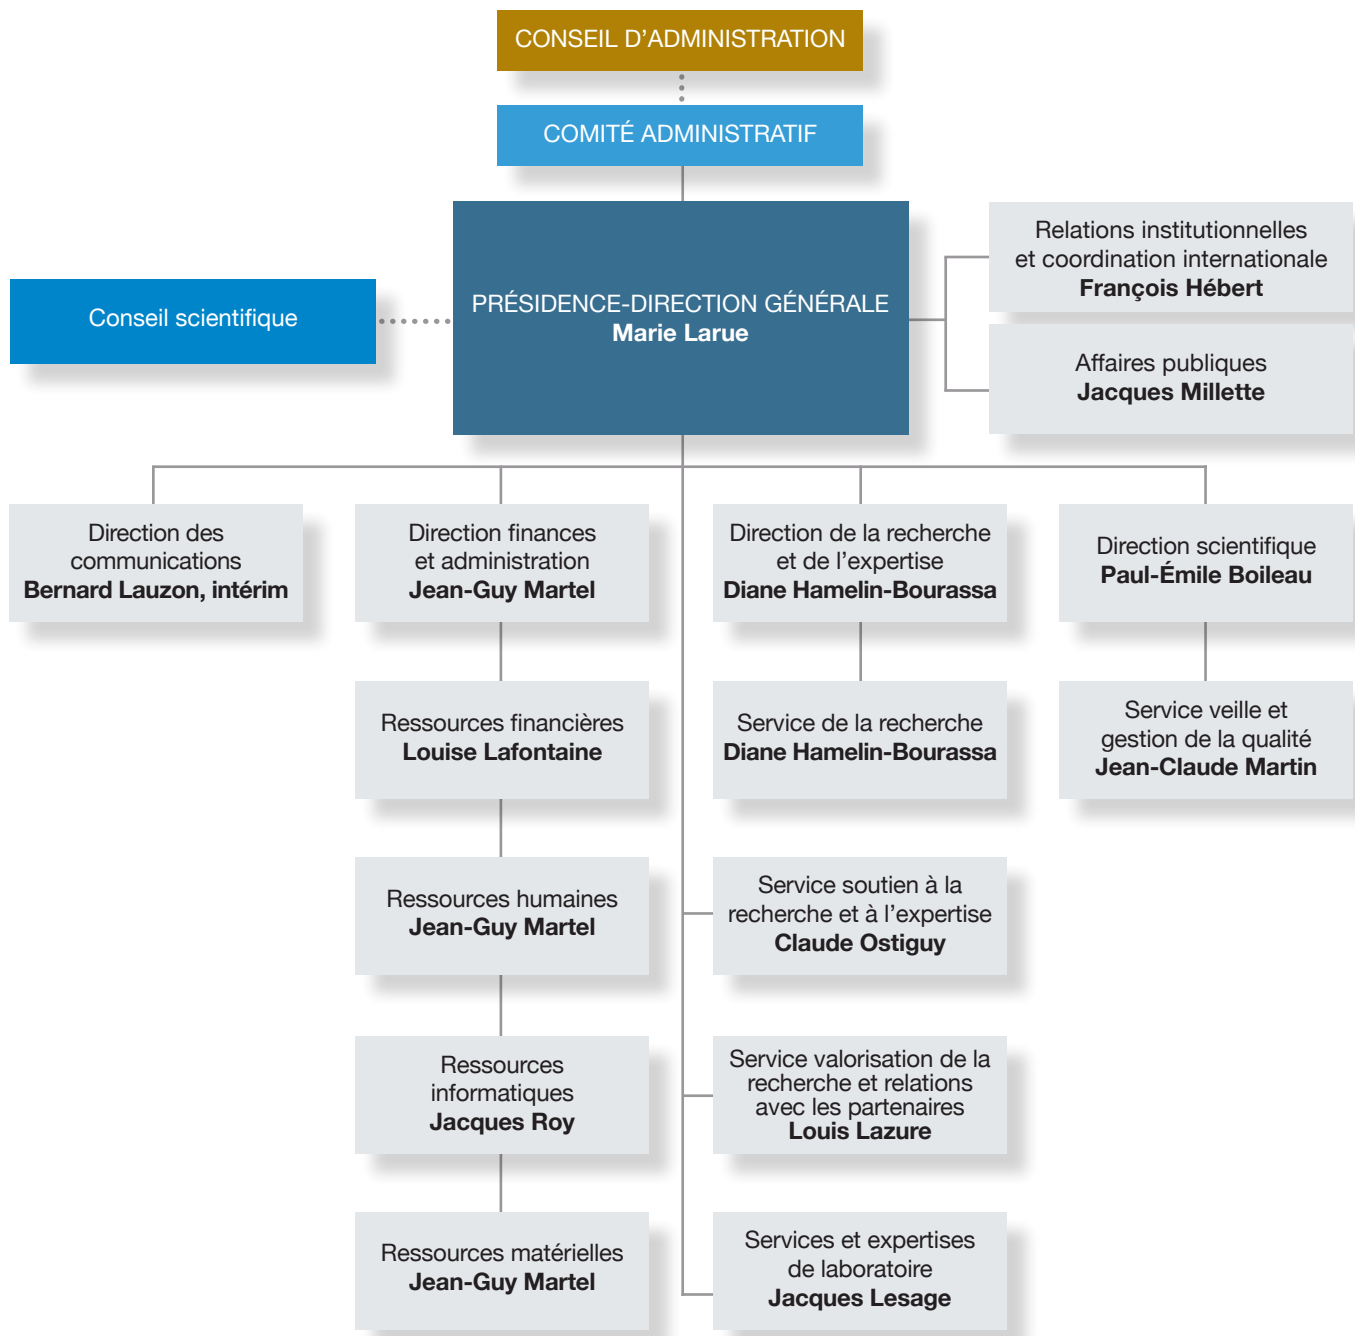 CONSEIL D’ADMINISTRATION
COMITÉ ADMINISTRATIF
PRÉSIDENCE-DIRECTION GÉNÉRALE
Marie Larue
Conseil scientifique
Relations institutionnelles
et coordination internationale
François Hébert
Affaires publiques
Jacques Millette
Direction des
communications
Bernard Lauzon, intérim
Direction finances
et administration
Jean-Guy Martel
Direction de la recherche
et de l’expertise
Diane Hamelin-Bourassa
Direction scientifique
Paul-Émile Boileau
Ressources financières
Louise Lafontaine
Service de la recherche
Diane Hamelin-Bourassa
Service veille et
gestion de la qualité
Jean-Claude Martin
Ressources humaines
Jean-Guy Martel
Service soutien à la
recherche et à l’expertise
Claude Ostiguy
Ressources
informatiques
Jacques Roy
Service valorisation de la
recherche et relations
avec les partenaires
Louis Lazure
Ressources matérielles
Jean-Guy Martel
Services et expertises
de laboratoire
Jacques Lesage